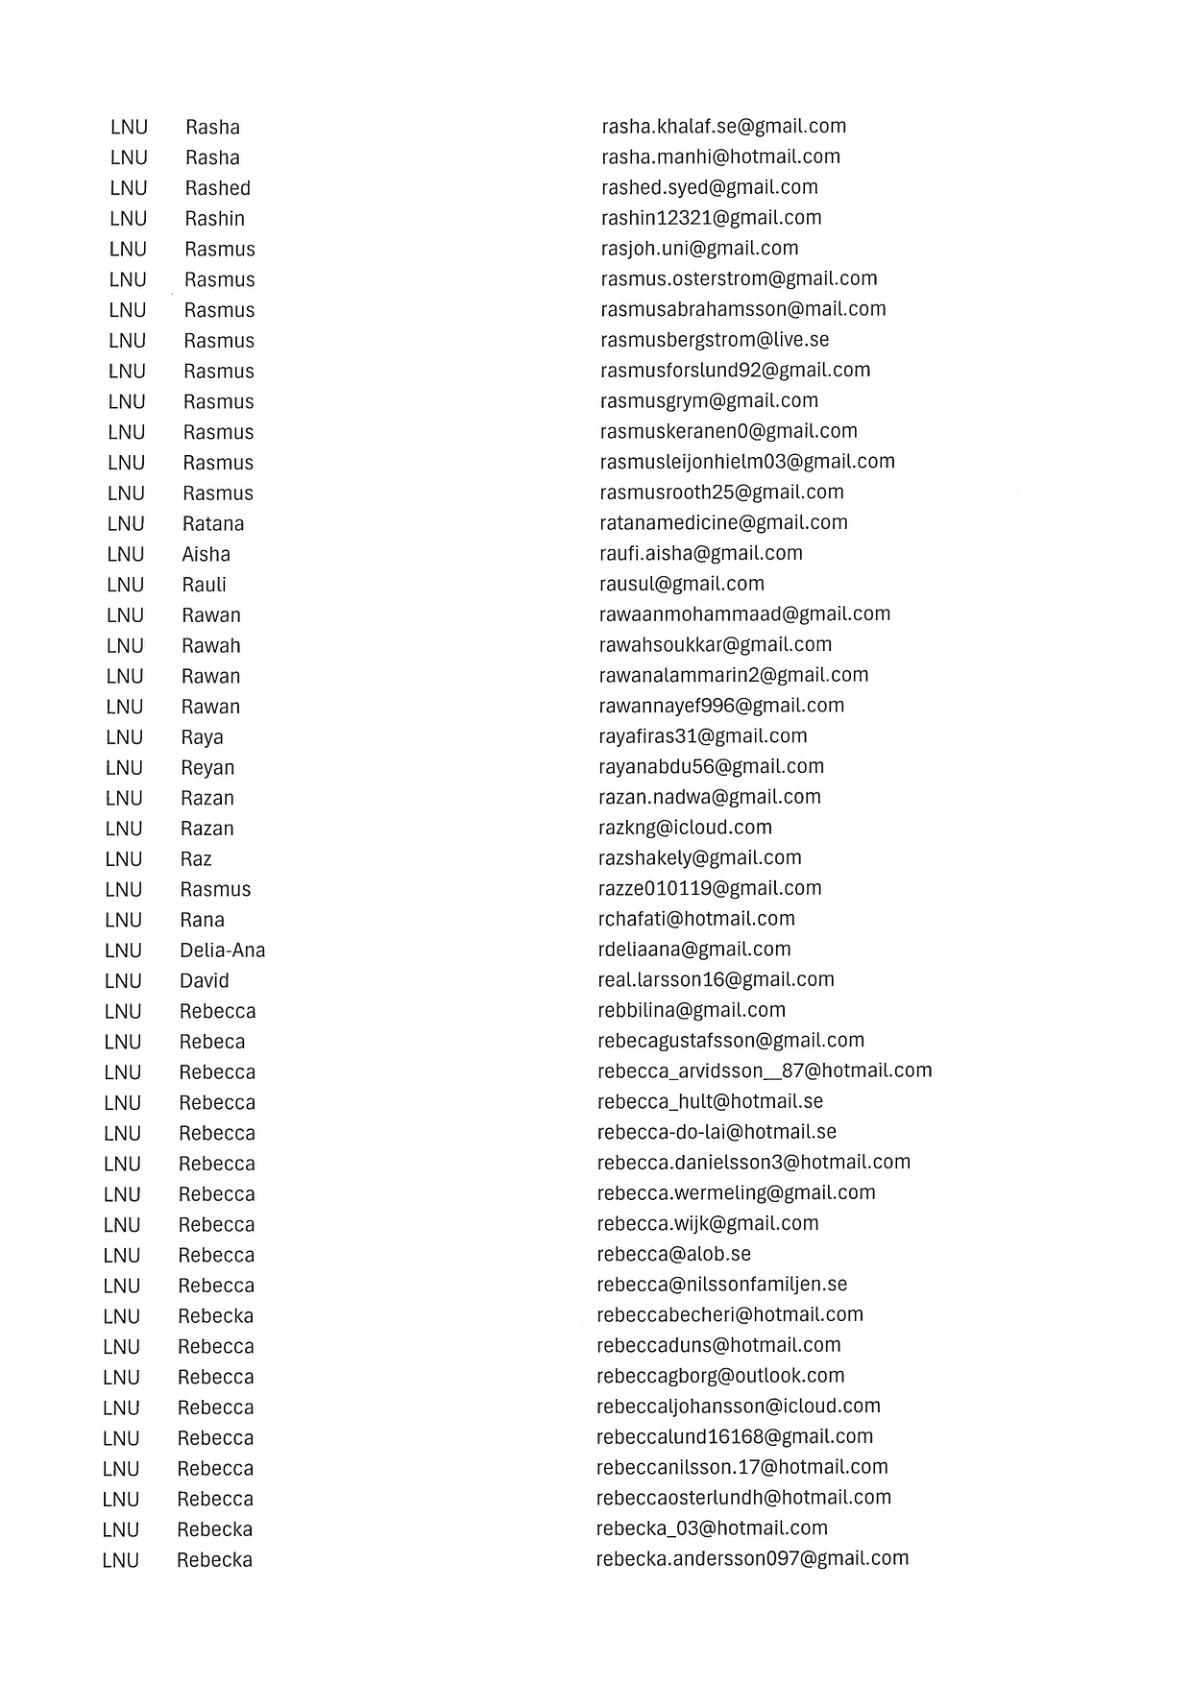 LNU Rasha rasha.khalaf.se@gmail.com
LNU Rasha rasha.manhi@hotmail.com
LNU Rashed rashed.syed@gmail.com
LNU Rashin rashin12321@gmail.com
LNU Rasmus rasjoh.uni@gmail.com
LNU Rasmus rasmus.osterstrom@gmail.com
LNU Rasmus rasmusabrahamsson@mail.com
LNU Rasmus rasmusbergstrom@live.se
LNU Rasmus rasmusforslund92@gmail.com
LNU Rasmus rasmusgrym@gmail.com
LNU Rasmus rasmuskeranen0@gmail.com
LNU Rasmus rasmusleijonhielm03@gmail.com
LNU Rasmus rasmusrooth25@gmail.com
LNU Ratana ratanamedicine@gmail.com
LNU Aisha raufi.aisha@gmail.com
LNU Rauli rausul@gmail.com
LNU Rawan rawaanmohammaad@gmail.com
LNU Rawah rawahsoukkar@gmail.com
LNU Rawan rawanalammarin2@gmail.com
LNU Rawan rawannayef996@gmail.com
LNU Raya rayafiras31@gmail.com
LNU Reyan rayanabdu56@gmail.com
LNU Razan razan.nadwa@gmail.com
LNU Razan razkng@icloud.com
LNU Raz razshakely@gmail.com
LNU Rasmus razze010119@gmail.com
LNU Rana rchafati@hotmail.com
LNU Delia-Ana rdeliaana@gmail.com
LNU David real.larsson16@gmail.com
LNU Rebecca rebbilina@gmail.com
LNU Rebeca rebecagustafsson@gmail.com
LNU Rebecca rebecca_arvidsson__87@hotmail.com
LNU Rebecca rebecca_hult@hotmail.se
LNU Rebecca rebecca-do-lai@hotmail.se
LNU Rebecca rebecca.danielsson3@hotmail.com
LNU Rebecca rebecca.wermeling@gmail.com
LNU Rebecca rebecca.wijk@gmail.com
LNU Rebecca rebecca@alob.se
LNU Rebecca rebecca@nilssonfamiljen.se
LNU Rebecka rebeccabecheri@hotmail.com
LNU Rebecca rebeccaduns@hotmail.com
LNU Rebecca rebeccagborg@outlook.com
LNU Rebecca rebeccaljohansson@icloud.com
LNU Rebecca rebeccalund16168@gmail.com
LNU Rebecca rebeccanilsson.17@hotmail.com
LNU Rebecca rebeccaosterlundh@hotmail.com
LNU Rebecka rebecka_03@hotmail.com
LNU Rebecka rebecka.andersson097@gmail.com